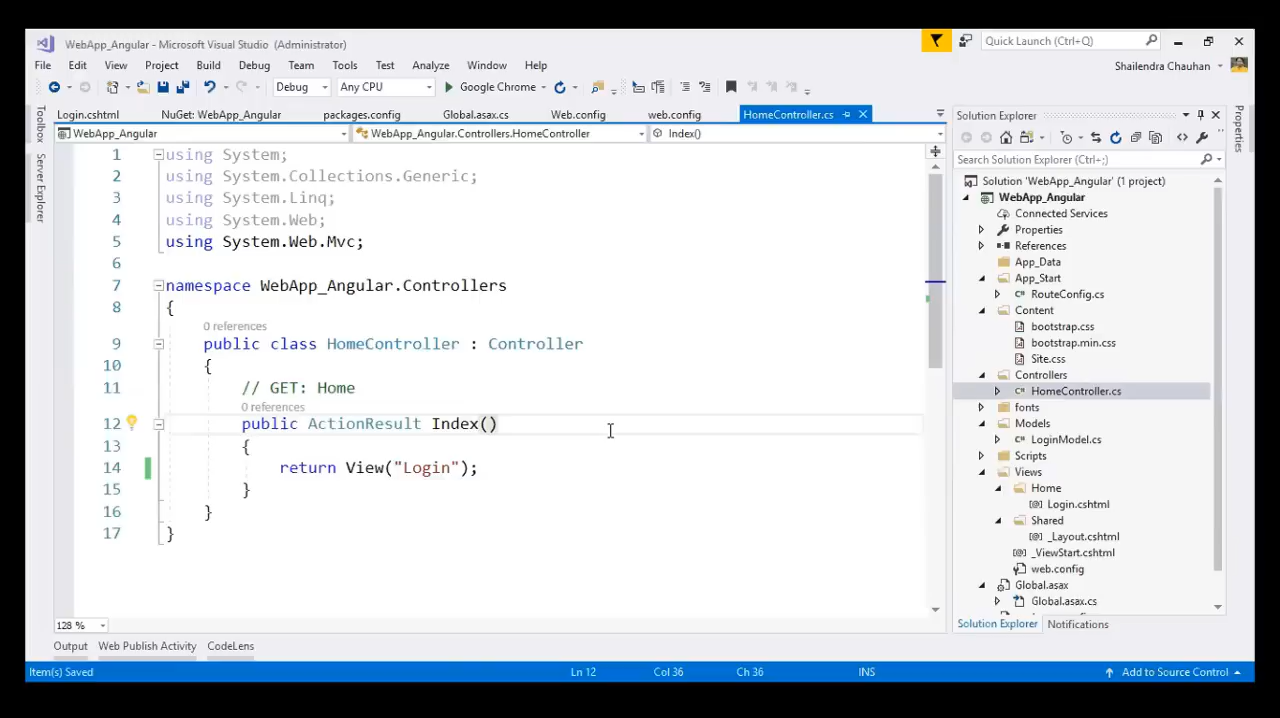 WebApp_Angular - Microsoft Visual Studio (Administrator)
Quick Launch (Ctrl+Q)
File Edit View Project Build Debug Team Tools Test Analyze Window Help
Shailendra Chauhan
Debug Any CPU Google Chrome
Login.cshtml NuGet: WebApp_Angular packages.config Global.asax.cs Web.config web.config HomeController.cs
WebApp_Angular WebApp_Angular.Controllers.HomeController Index()
Toolbox
Server Explorer
1 using System;
2 using System.Collections.Generic;
3 using System.Linq;
4 using System.Web;
5 using System.Web.Mvc;
6
7 namespace WebApp_Angular.Controllers
8 {
0 references
9 public class HomeController : Controller
10 {
11 // GET: Home
0 references
12 public ActionResult Index()
13 {
14 return View("Login");
15 }
16 }
17 }
128 %
Output Web Publish Activity CodeLens
Solution Explorer
Search Solution Explorer (Ctrl+;)
Solution 'WebApp_Angular' (1 project)
WebApp_Angular
Connected Services
Properties
References
App_Data
App_Start
RouteConfig.cs
Content
bootstrap.css
bootstrap.min.css
Site.css
Controllers
HomeController.cs
fonts
Models
LoginModel.cs
Scripts
Views
Home
Login.cshtml
Shared
_Layout.cshtml
_ViewStart.cshtml
web.config
Global.asax
Global.asax.cs
Solution Explorer Notifications
Properties
Item(s) Saved Ln 12 Col 36 Ch 36 INS Add to Source Control